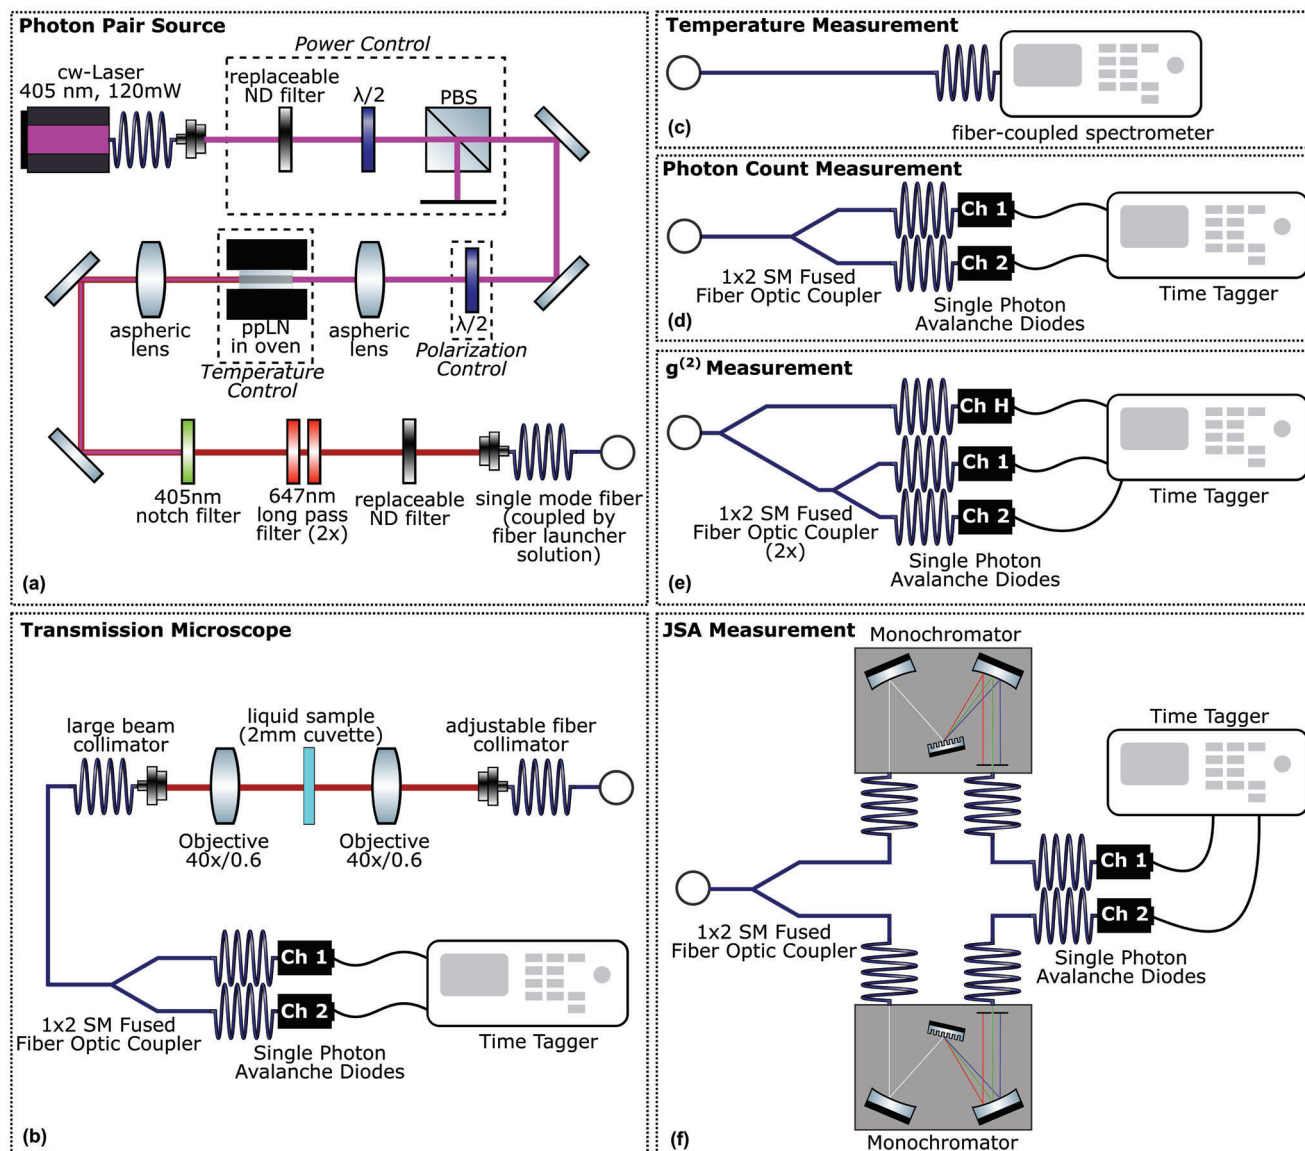 Photon Pair Source
Power Control
cw-Laser
405 nm, 120mW
replaceable
ND filter
λ/2
PBS
aspheric
lens
ppLN
in oven
Temperature
Control
aspheric
lens
λ/2
Polarization
Control
405nm
notch filter
647nm
long pass
filter (2x)
replaceable
ND filter
single mode fiber
(coupled by
fiber launcher
solution)
(a)
Transmission Microscope
large beam
collimator
liquid sample
(2mm cuvette)
adjustable fiber
collimator
Objective
40x/0.6
Objective
40x/0.6
Ch 1
Ch 2
1x2 SM Fused
Fiber Optic Coupler
Single Photon
Avalanche Diodes
Time Tagger
(b)
Temperature Measurement
fiber-coupled spectrometer
(c)
Photon Count Measurement
Ch 1
Ch 2
1x2 SM Fused
Fiber Optic Coupler
Single Photon
Avalanche Diodes
Time Tagger
(d)
g(2) Measurement
Ch H
Ch 1
Ch 2
1x2 SM Fused
Fiber Optic Coupler
(2x)
Single Photon
Avalanche Diodes
Time Tagger
(e)
JSA Measurement
Monochromator
Time Tagger
Ch 1
Ch 2
1x2 SM Fused
Fiber Optic Coupler
Single Photon
Avalanche Diodes
Monochromator
(f)